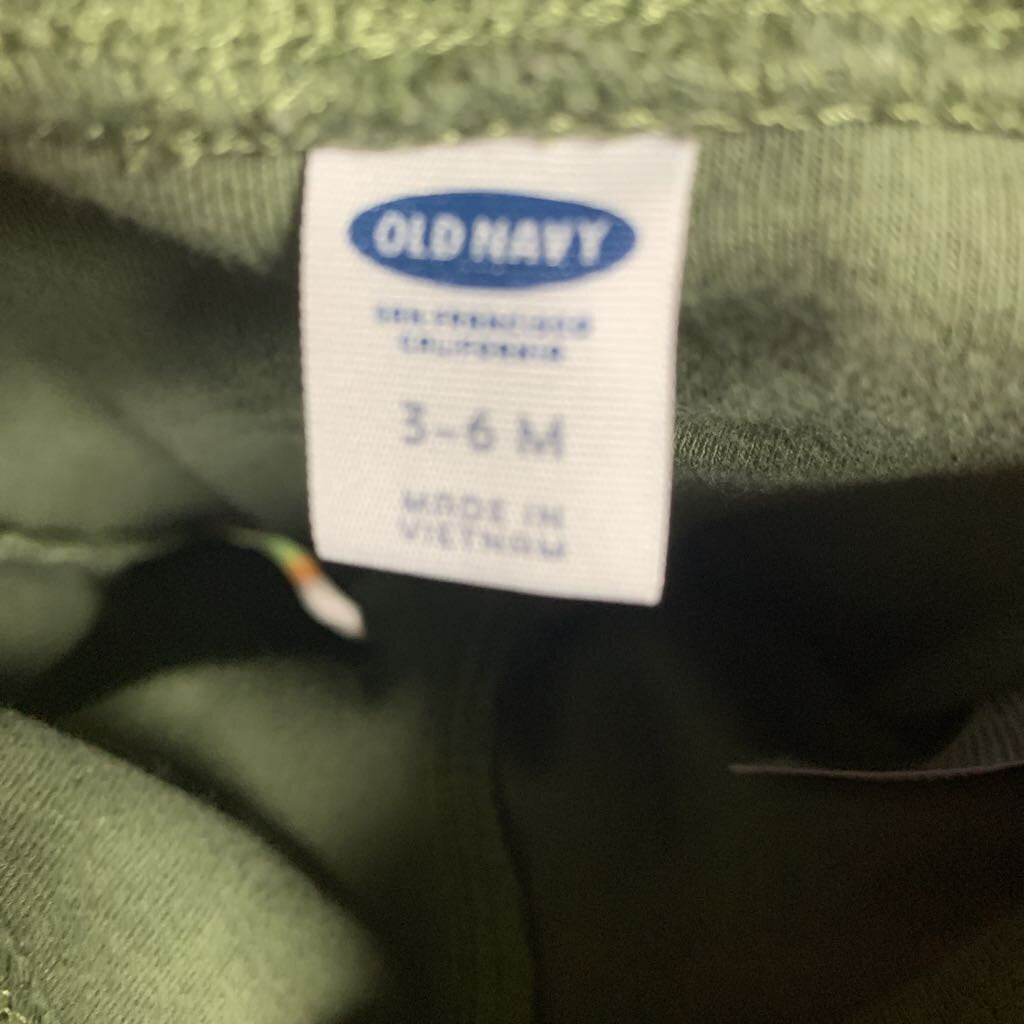 OLD NAVY
SAN FRANCISCO
CALIFORNIA
3-6 M
MADE IN
VIETNAM